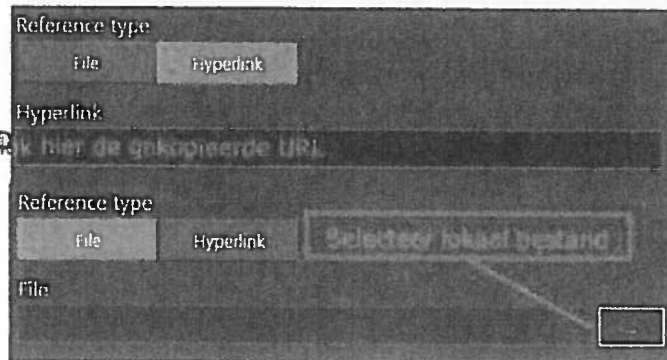 Reference type
File Hyperlink
Hyperlink
hier de gekopieerde URL
Reference type
File Hyperlink Selecteer lokaal bestand
File
...